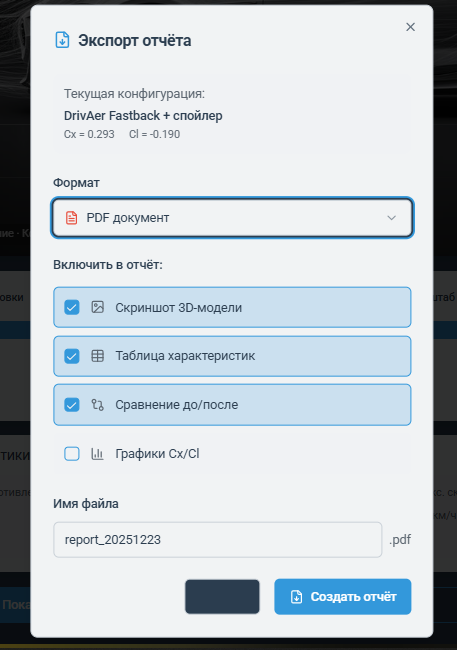 Экспорт отчёта
Текущая конфигурация:
DrivAer Fastback + спойлер
Cx = 0.293 Cl = -0.190
Формат
PDF документ
Включить в отчёт:
Скриншот 3D-модели
Таблица характеристик
Сравнение до/после
Графики Cx/Cl
Имя файла
report_20251223
.pdf
Создать отчёт